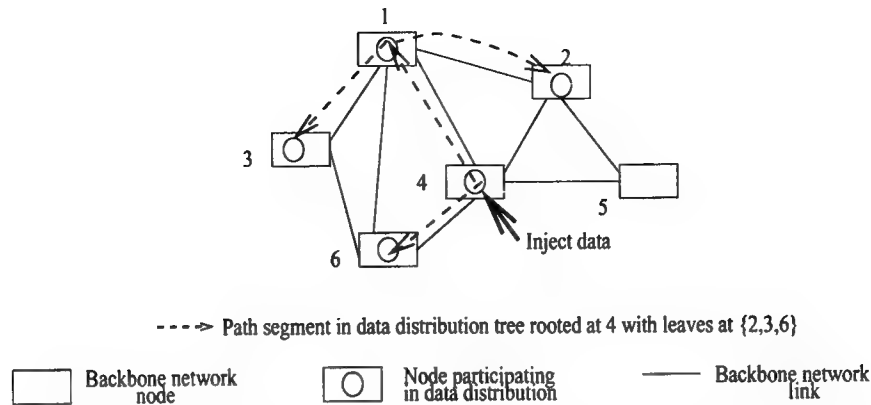 1
2
3
4
5
6
Inject data
Path segment in data distribution tree rooted at 4 with leaves at {2,3,6}
Backbone network node
Node participating in data distribution
Backbone network link